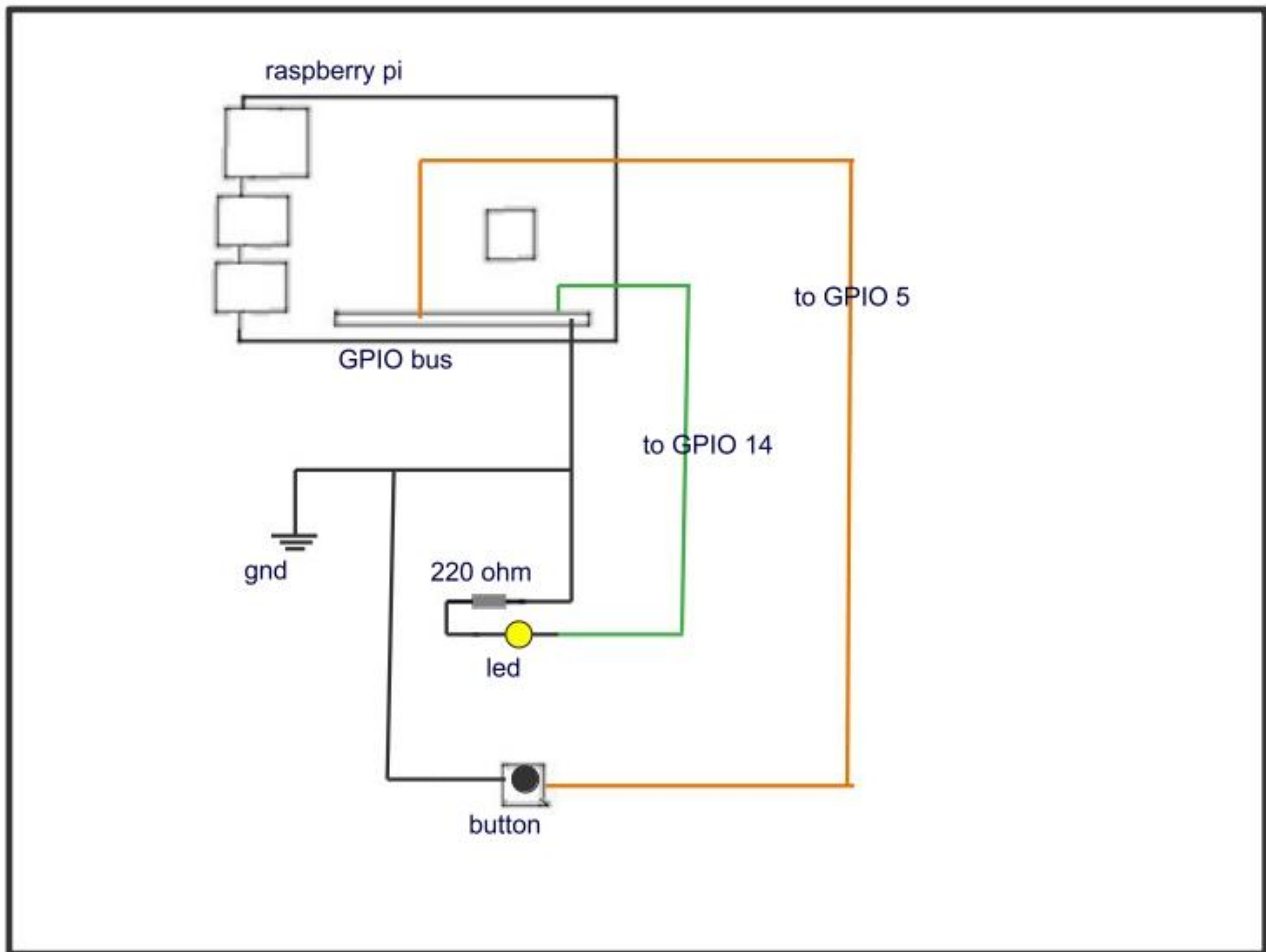 raspberry pi
to GPIO 5
GPIO bus
to GPIO 14
gnd
220 ohm
led
button